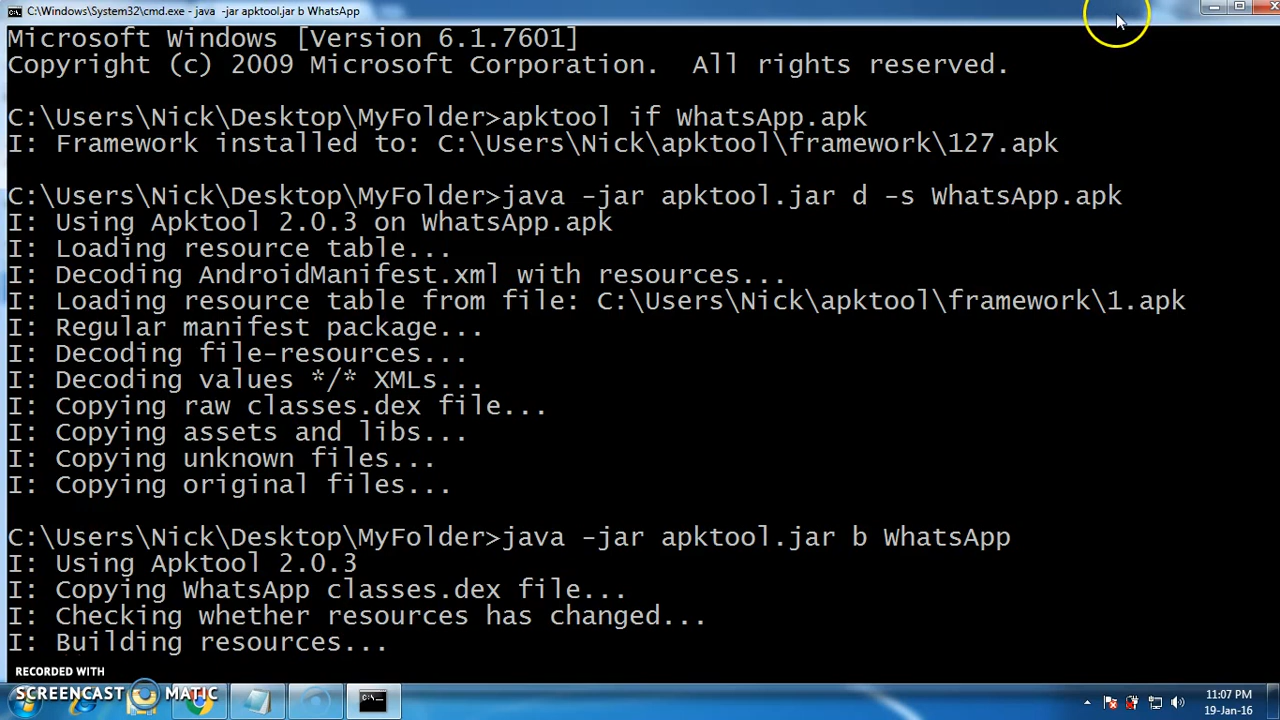 C:\Windows\System32\cmd.exe - java  -jar apktool.jar b WhatsApp
Microsoft Windows [Version 6.1.7601]
Copyright (c) 2009 Microsoft Corporation.  All rights reserved.
C:\Users\Nick\Desktop\MyFolder>apktool if WhatsApp.apk
I: Framework installed to: C:\Users\Nick\apktool\framework\127.apk
C:\Users\Nick\Desktop\MyFolder>java -jar apktool.jar d -s WhatsApp.apk
I: Using Apktool 2.0.3 on WhatsApp.apk
I: Loading resource table...
I: Decoding AndroidManifest.xml with resources...
I: Loading resource table from file: C:\Users\Nick\apktool\framework\1.apk
I: Regular manifest package...
I: Decoding file-resources...
I: Decoding values */* XMLs...
I: Copying raw classes.dex file...
I: Copying assets and libs...
I: Copying unknown files...
I: Copying original files...
C:\Users\Nick\Desktop\MyFolder>java -jar apktool.jar b WhatsApp
I: Using Apktool 2.0.3
I: Copying WhatsApp classes.dex file...
I: Checking whether resources has changed...
I: Building resources...
RECORDED WITH
SCREENCAST MATIC
11:07 PM
19-Jan-16